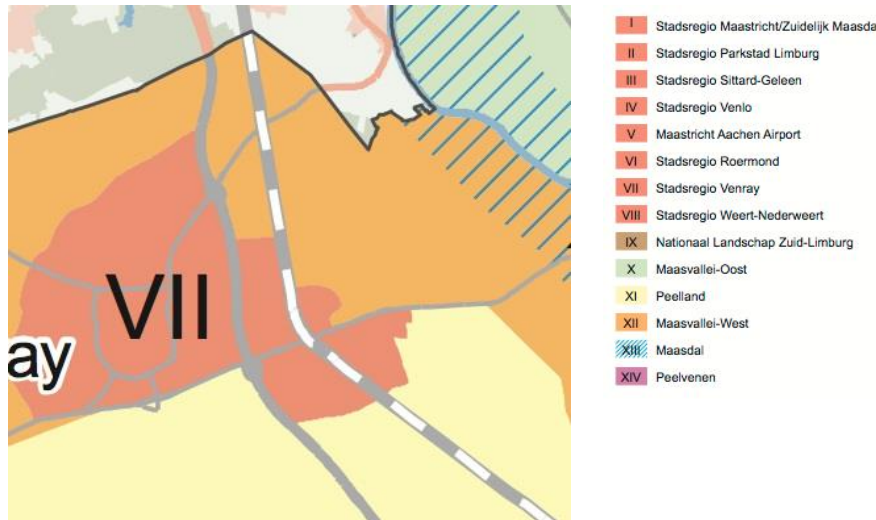 VII
ay
I Stadsregio Maastricht/Zuidelijk Maasda
II Stadsregio Parkstad Limburg
III Stadsregio Sittard-Geleen
IV Stadsregio Venlo
V Maastricht Aachen Airport
VI Stadsregio Roermond
VII Stadsregio Venray
VIII Stadsregio Weert-Nederweert
IX Nationaal Landschap Zuid-Limburg
X Maasvallei-Oost
XI Peelland
XII Maasvallei-West
XIII Maasdal
XIV Peelvenen